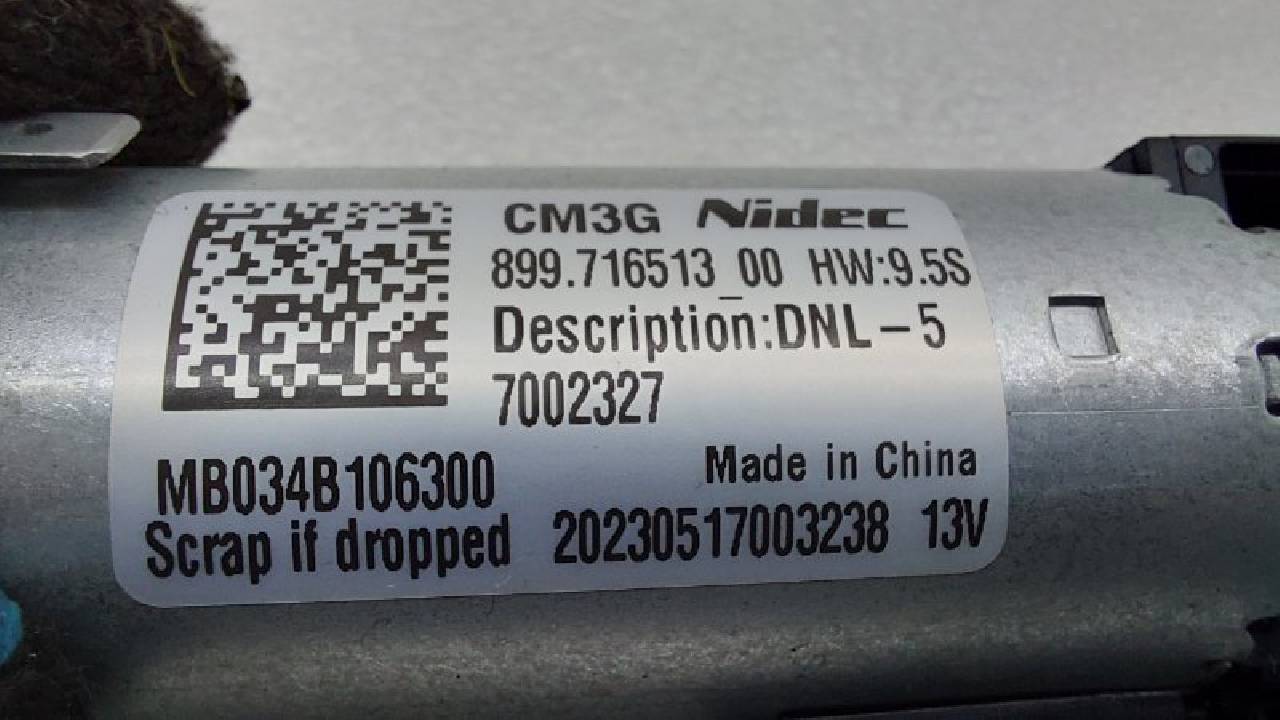 CM3G Nidec
899.716513_00 HW:9.5S
Description:DNL-5
7002327
Made in China
MB034B106300
Scrap if dropped 20230517003238 13V